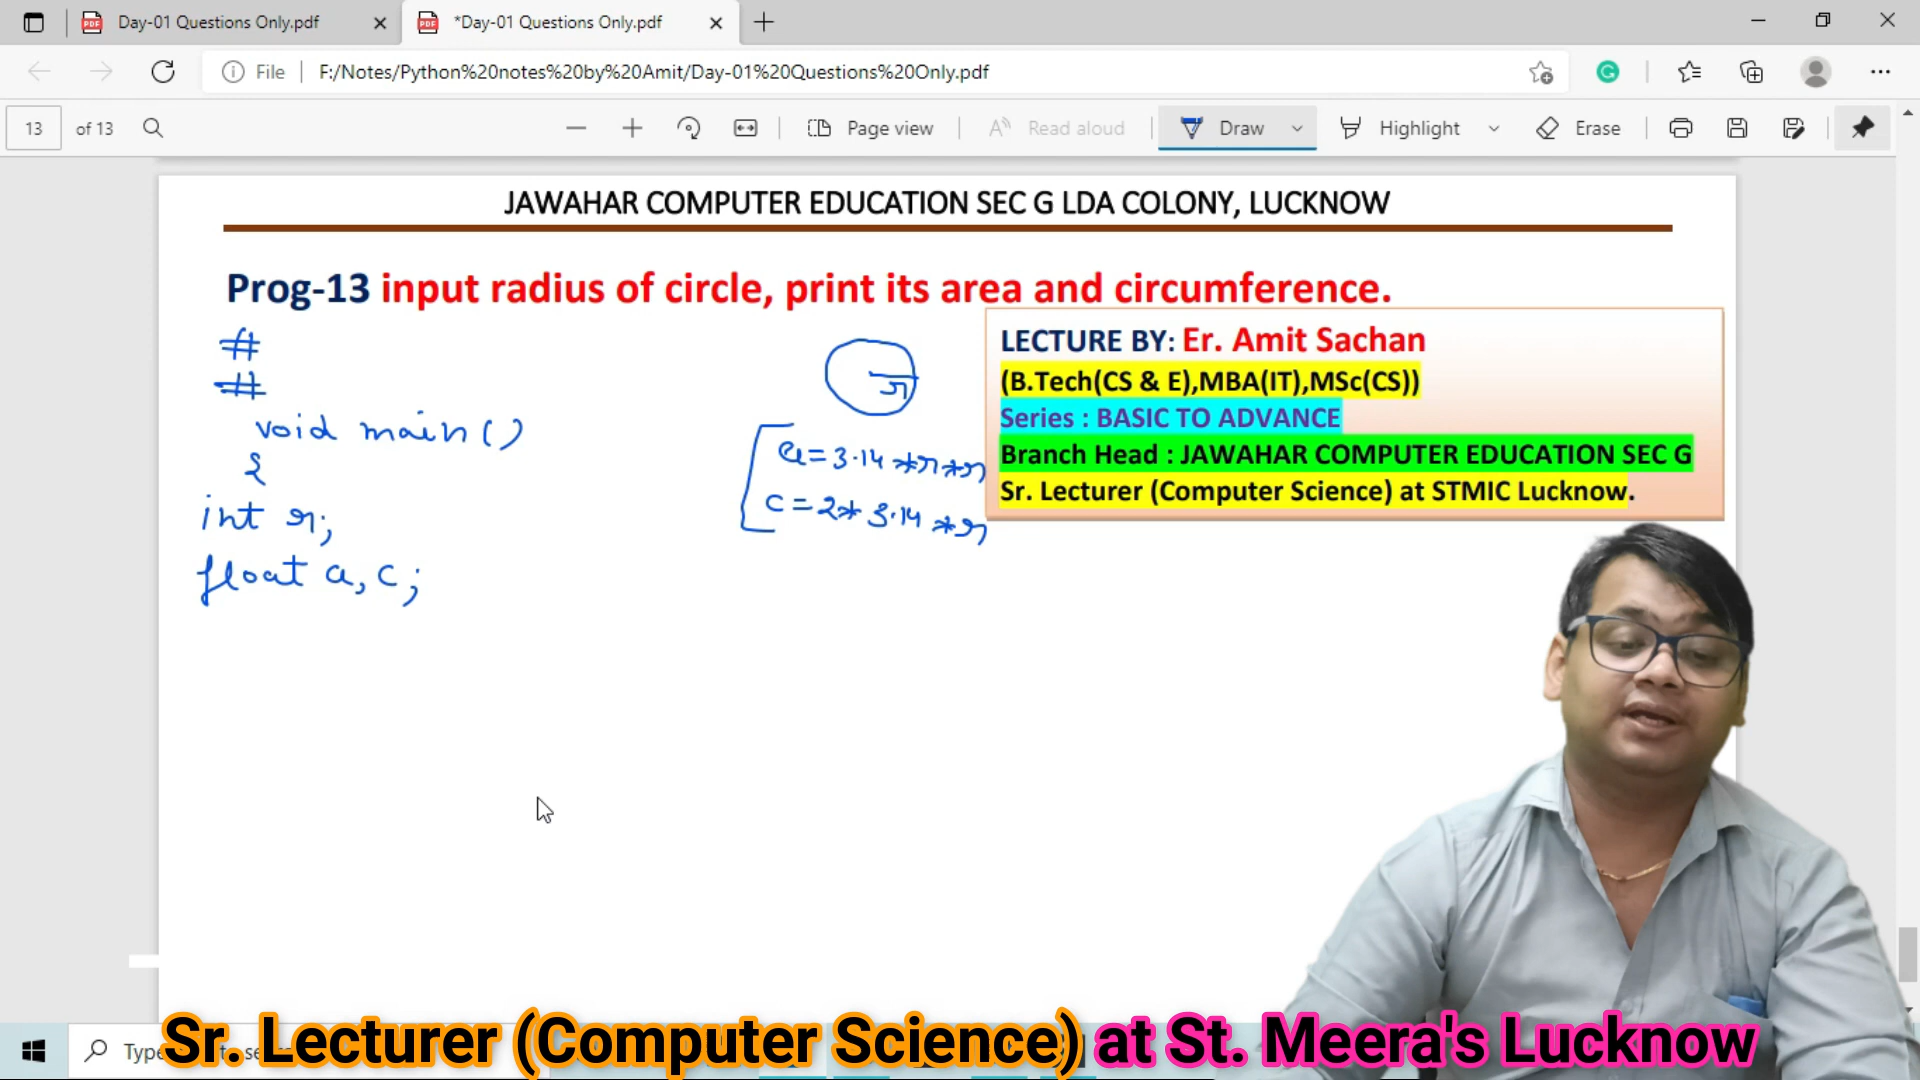 Day-01 Questions Only.pdf
*Day-01 Questions Only.pdf
File
F:/Notes/Python%20notes%20by%20Amit/Day-01%20Questions%20Only.pdf
13 of 13
Page view
Read aloud
Draw
Highlight
Erase
JAWAHAR COMPUTER EDUCATION SEC G LDA COLONY, LUCKNOW
Prog-13 input radius of circle, print its area and circumference.
#
#
void main()
{
int r;
float a, c;
r
a = 3.14 * r * r
c = 2 * 3.14 * r
LECTURE BY: Er. Amit Sachan
(B.Tech(CS & E),MBA(IT),MSc(CS))
Series : BASIC TO ADVANCE
Branch Head : JAWAHAR COMPUTER EDUCATION SEC G
Sr. Lecturer (Computer Science) at STMIC Lucknow.
Type
Sr. Lecturer (Computer Science) at St. Meera's Lucknow